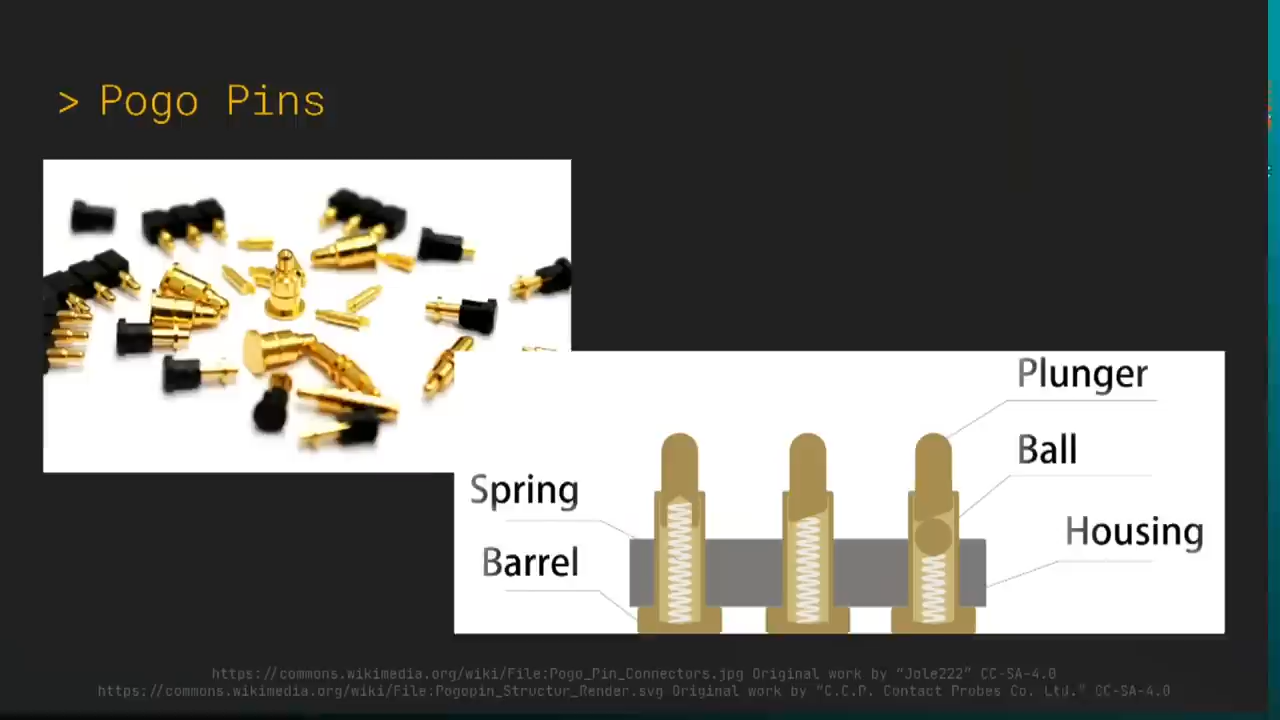 > Pogo Pins
Plunger
Ball
Spring
Housing
Barrel
https://commons.wikimedia.org/wiki/File:Pogo_Pin_Connectors.jpg Original work by “Jole222” CC-SA-4.0
https://commons.wikimedia.org/wiki/File:Pogopin_Structur_Render.svg Original work by "C.C.P. Contact Probes Co. Ltd." CC-SA-4.0